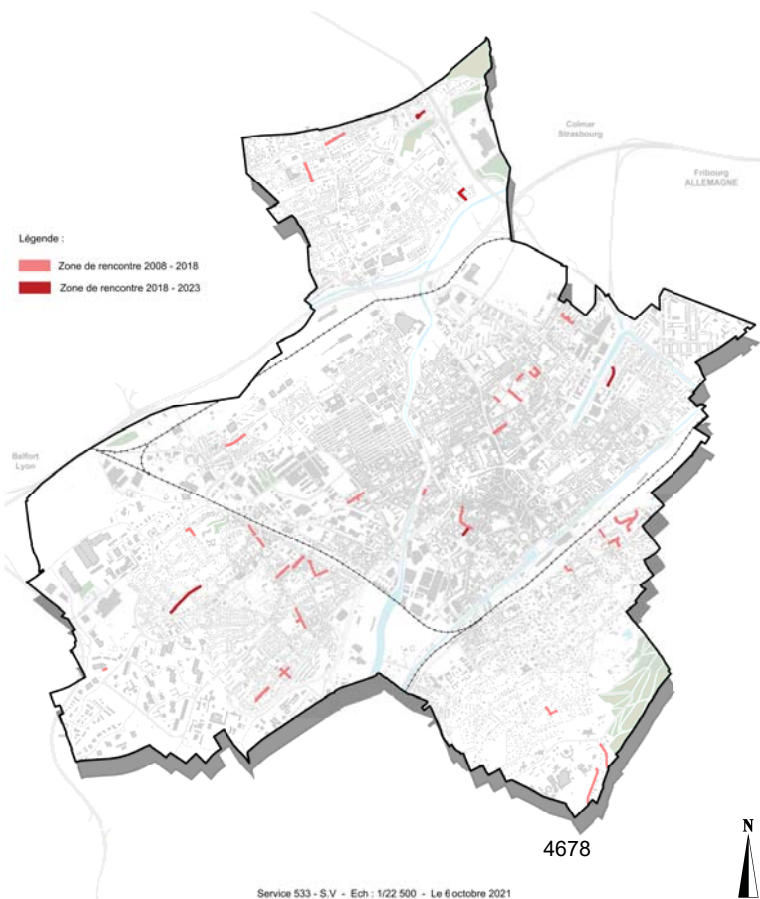 Colmar
Strasbourg
Fribourg
ALLEMAGNE
Légende :
Zone de rencontre 2008 - 2018
Zone de rencontre 2018 - 2023
Belfort
Lyon
4678
N
Service 533 - S.V - Ech : 1/22 500 - Le 6 octobre 2021